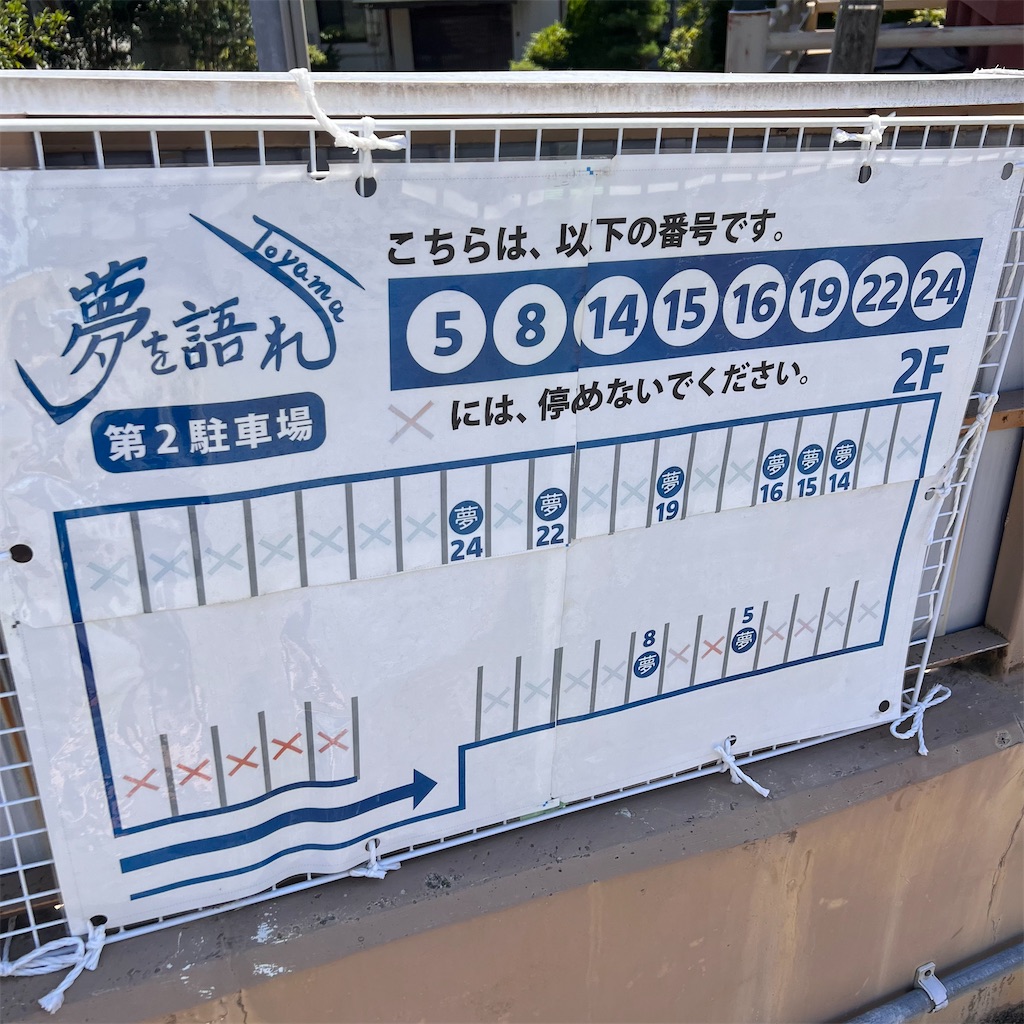 Toyama
夢を語れ
第2駐車場
こちらは、以下の番号です。
5 8 14 15 16 19 22 24
×には、停めないでください。
2F
× × × × × × × 夢 × 夢 × × 夢 × × 夢 夢 夢 × ×
24 22 19 16 15 14
8 5
× × × × 夢 × × 夢 × × × ×
× × × × ×